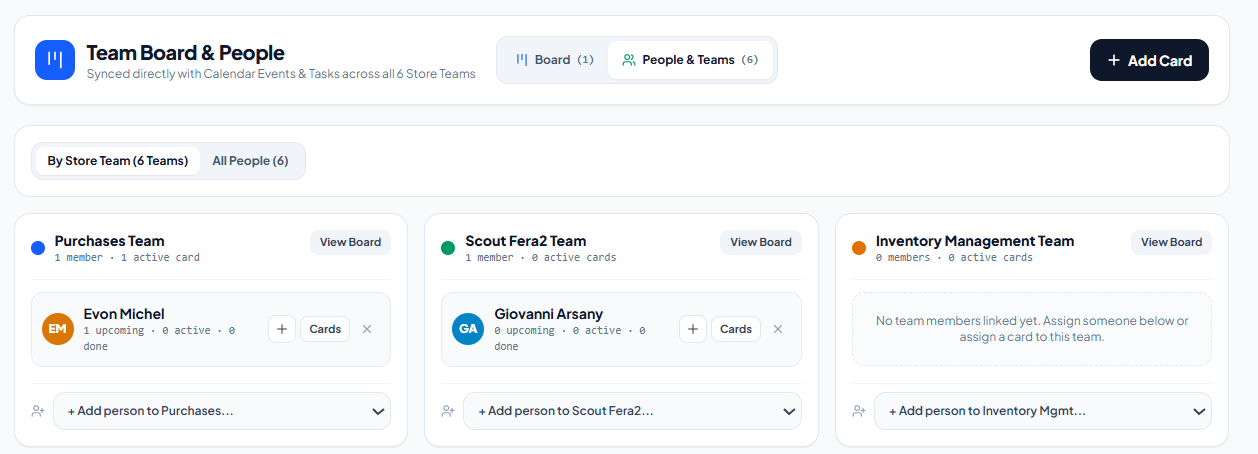 Team Board & People
Synced directly with Calendar Events & Tasks across all 6 Store Teams
Board (1)
People & Teams (6)
+ Add Card
By Store Team (6 Teams)
All People (6)
Purchases Team
1 member · 1 active card
View Board
EM
Evon Michel
1 upcoming · 0 active · 0
done
+
Cards
×
+ Add person to Purchases...
Scout Fera2 Team
1 member · 0 active cards
View Board
GA
Giovanni Arsany
0 upcoming · 0 active · 0
done
+
Cards
×
+ Add person to Scout Fera2...
Inventory Management Team
0 members · 0 active cards
View Board
No team members linked yet. Assign someone below or
assign a card to this team.
+ Add person to Inventory Mgmt...